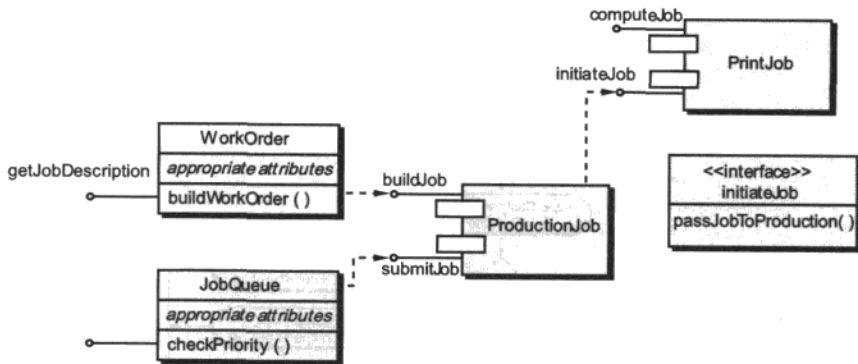 computeJob
PrintJob
initiateJob
WorkOrder
appropriate attributes
getJobDescription
buildWorkOrder ( )
buildJob
<<interface>>
initiateJob
passJobToProduction( )
ProductionJob
submitJob
JobQueue
appropriate attributes
checkPriority ( )